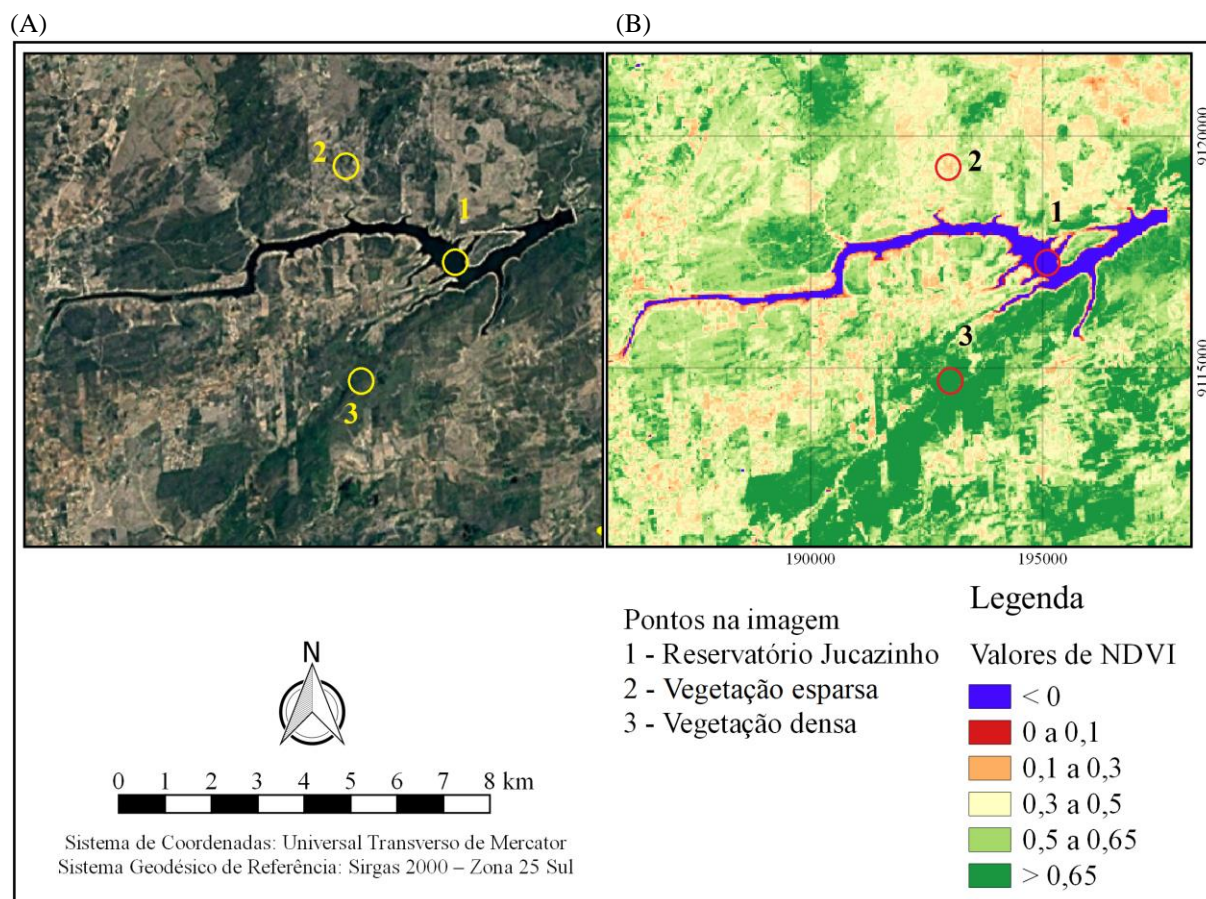 (A)
(B)
2
1
3
2
1
3
9120000
9115000
190000
195000
N
0 1 2 3 4 5 6 7 8 km
Sistema de Coordenadas: Universal Transverso de Mercator
Sistema Geodésico de Referência: Sirgas 2000 – Zona 25 Sul
Pontos na imagem
1 - Reservatório Jucazinho
2 - Vegetação esparsa
3 - Vegetação densa
Legenda
Valores de NDVI
< 0
0 a 0,1
0,1 a 0,3
0,3 a 0,5
0,5 a 0,65
> 0,65